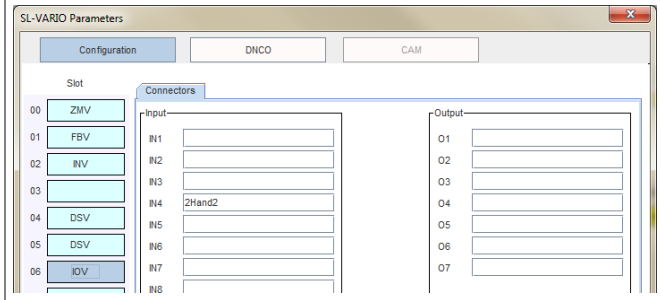 SL-VARIO Parameters
Configuration DNCO CAM
Slot
Connectors
00 ZMV
01 FBV
02 INV
03
04 DSV
05 DSV
06 IOV
Input
IN1
IN2
IN3
IN4 2Hand2
IN5
IN6
IN7
IN8
Output
O1
O2
O3
O4
O5
O6
O7